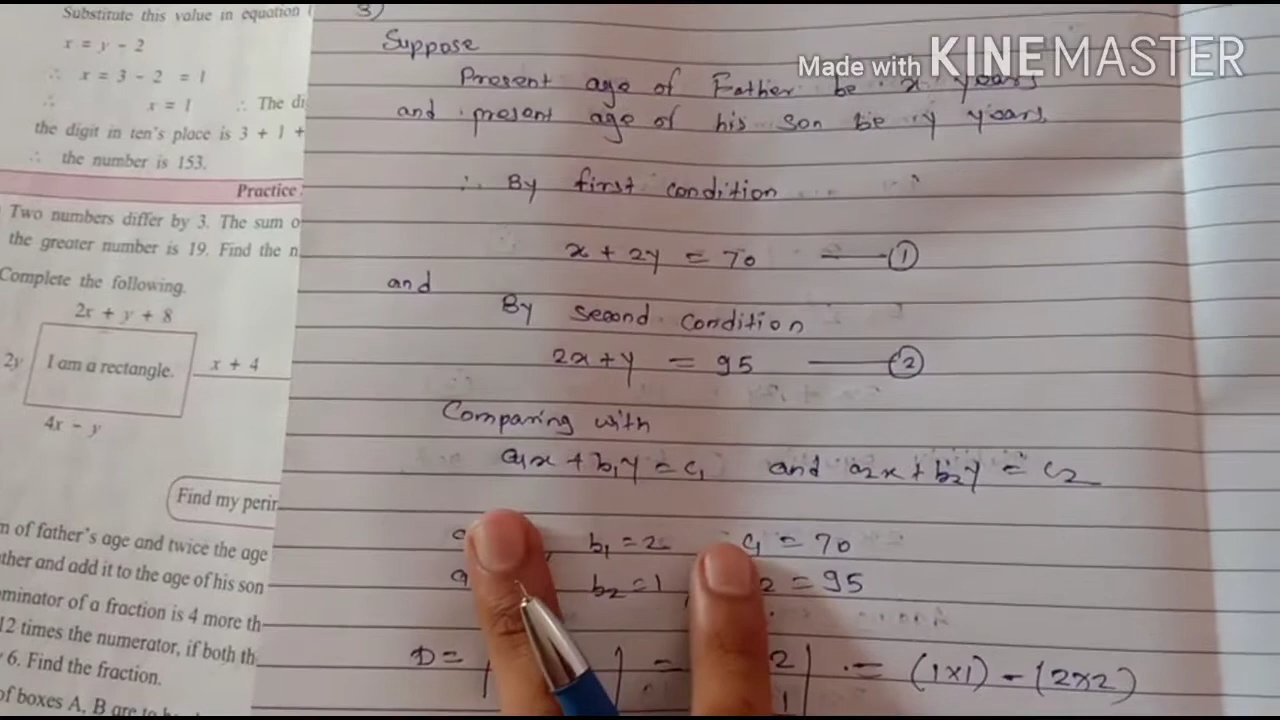 Substitute this value in equation
x = y - 2
∴ x = 3 - 2 = 1
∴ x = 1 ∴ The di
the digit in ten's place is 3 + 1 +
∴ the number is 153.
Practice
Two numbers differ by 3. The sum o
the greater number is 19. Find the n
Complete the following.
2x + y + 8
2y
I am a rectangle.
x + 4
4x - y
Find my perir
m of father's age and twice the age
ther and add it to the age of his son
ominator of a fraction is 4 more th
12 times the numerator, if both th
6. Find the fraction.
of boxes A, B are to
3)
Suppose
Present age of Father be x years
and present age of his son be y years
∴ By first condition
x + 2y = 70 —— ①
and
By second condition
2x + y = 95 —— ②
Comparing with
a₁x + b₁y = c₁ and a₂x + b₂y = c₂
b₁ = 2 c₁ = 70
b₂ = 1, 2 = 95
D = | | = 2 | = (1×1) - (2×2)
1
Made with KINEMASTER